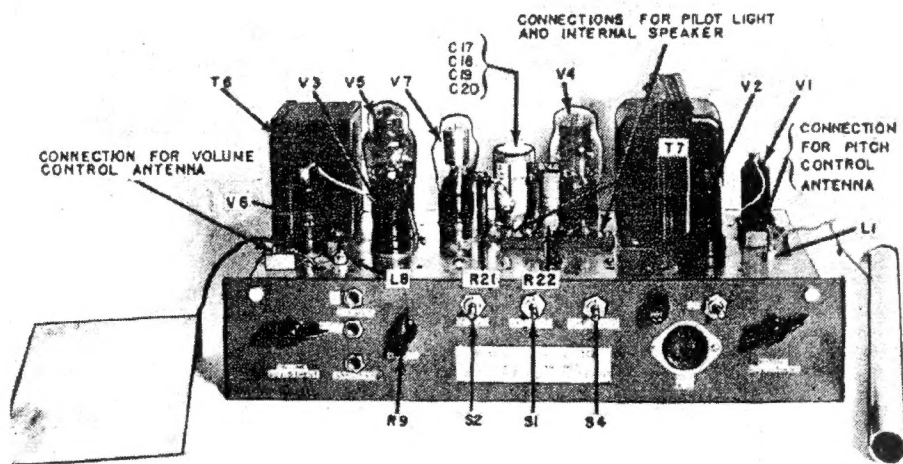 CONNECTIONS FOR PILOT LIGHT
AND INTERNAL SPEAKER
C17
C18
C19
C20
T6
V3
V5
V7
V4
V2
V1
CONNECTION
FOR PITCH
CONTROL
ANTENNA
CONNECTION FOR VOLUME
CONTROL ANTENNA
T7
V6
L1
L8
R21
R22
R9
S2
S1
S4